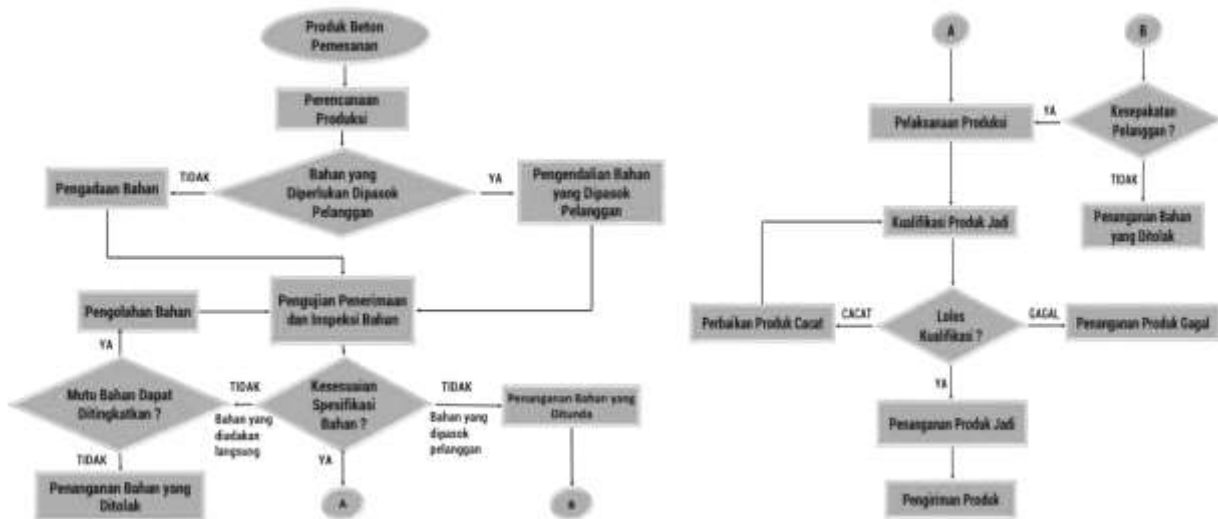 Produk Beton
Pemesanan
Perencanaan
Produksi
Bahan yang
Diperlukan Dipasok
Pelanggan
TIDAK
YA
Pengadaan Bahan
Pengendalian Bahan
yang Dipasok
Pelanggan
Pengujian Penerimaan
dan Inspeksi Bahan
Pengolahan Bahan
YA
Mutu Bahan Dapat
Ditingkatkan ?
TIDAK
Bahan yang
diadakan
langsung
Kesesuaian
Spesifikasi
Bahan ?
TIDAK
Bahan yang
dipasok
pelanggan
Penanganan Bahan yang
Ditunda
TIDAK
Penanganan Bahan yang
Ditolak
YA
A
B
A
B
Pelaksanaan Produksi
YA
Kesepakatan
Pelanggan ?
TIDAK
Penanganan Bahan
yang Ditolak
Kualifikasi Produk Jadi
Perbaikan Produk Cacat
CACAT
Lolos
Kualifikasi ?
GAGAL
Penanganan Produk Gagal
YA
Penanganan Produk Jadi
Pengiriman Produk